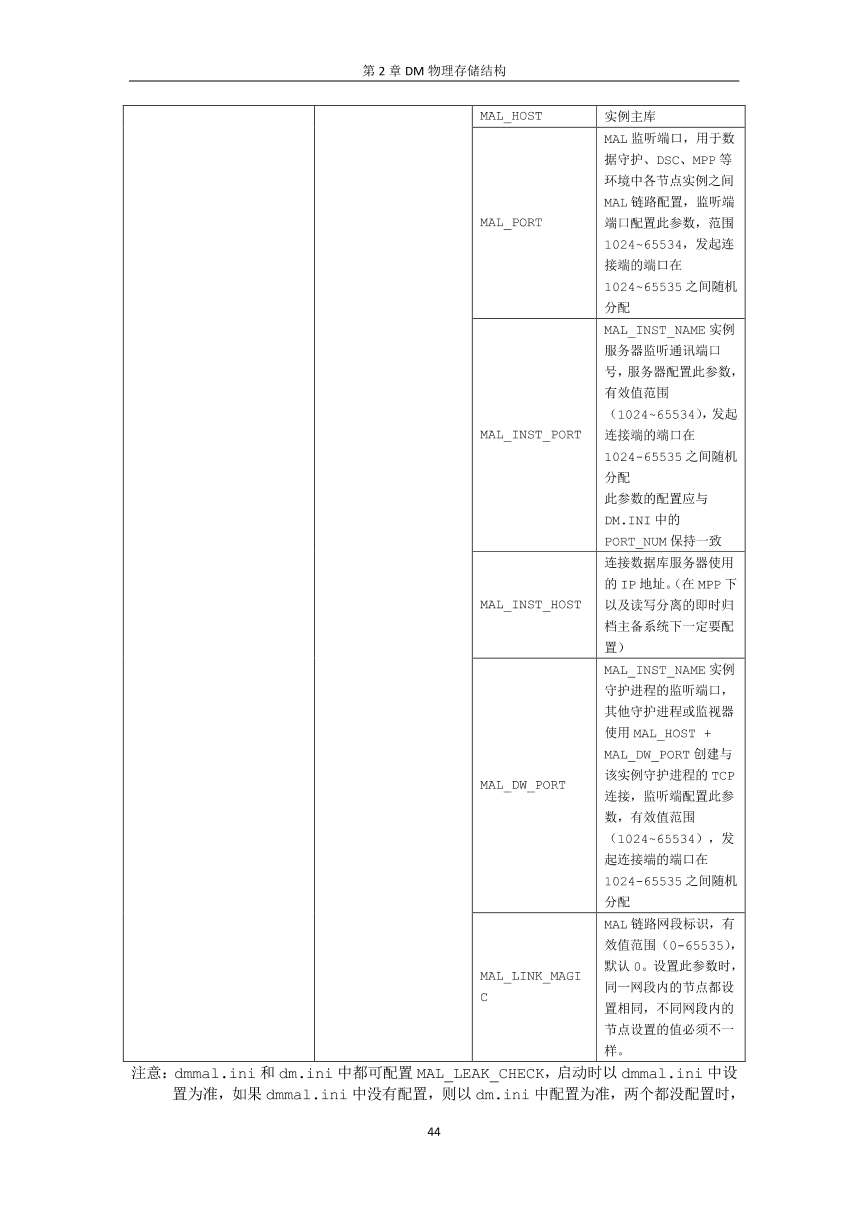 第 2 章 DM 物理存储结构
MAL_HOST
实例主库
MAL_PORT
MAL 监听端口，用于数
据守护、DSC、MPP 等
环境中各节点实例之间
MAL 链路配置，监听端
端口配置此参数，范围
1024~65534，发起连
接端的端口在
1024~65535 之间随机
分配
MAL_INST_PORT
MAL_INST_NAME 实例
服务器监听通讯端口
号，服务器配置此参数，
有效值范围
（1024~65534），发起
连接端的端口在
1024-65535 之间随机
分配
此参数的配置应与
DM.INI 中的
PORT_NUM 保持一致
MAL_INST_HOST
连接数据库服务器使用
的 IP 地址。（在 MPP 下
以及读写分离的即时归
档主备系统下一定要配
置）
MAL_DW_PORT
MAL_INST_NAME 实例
守护进程的监听端口，
其他守护进程或监视器
使用 MAL_HOST +
MAL_DW_PORT 创建与
该实例守护进程的 TCP
连接，监听端配置此参
数，有效值范围
（1024~65534），发
起连接端的端口在
1024-65535 之间随机
分配
MAL_LINK_MAGI
C
MAL 链路网段标识，有
效值范围（0-65535），
默认 0。设置此参数时，
同一网段内的节点都设
置相同，不同网段内的
节点设置的值必须不一
样。
注意：dmmal.ini 和 dm.ini 中都可配置 MAL_LEAK_CHECK，启动时以 dmmal.ini 中设
置为准，如果 dmmal.ini 中没有配置，则以 dm.ini 中配置为准，两个都没配置时，
44